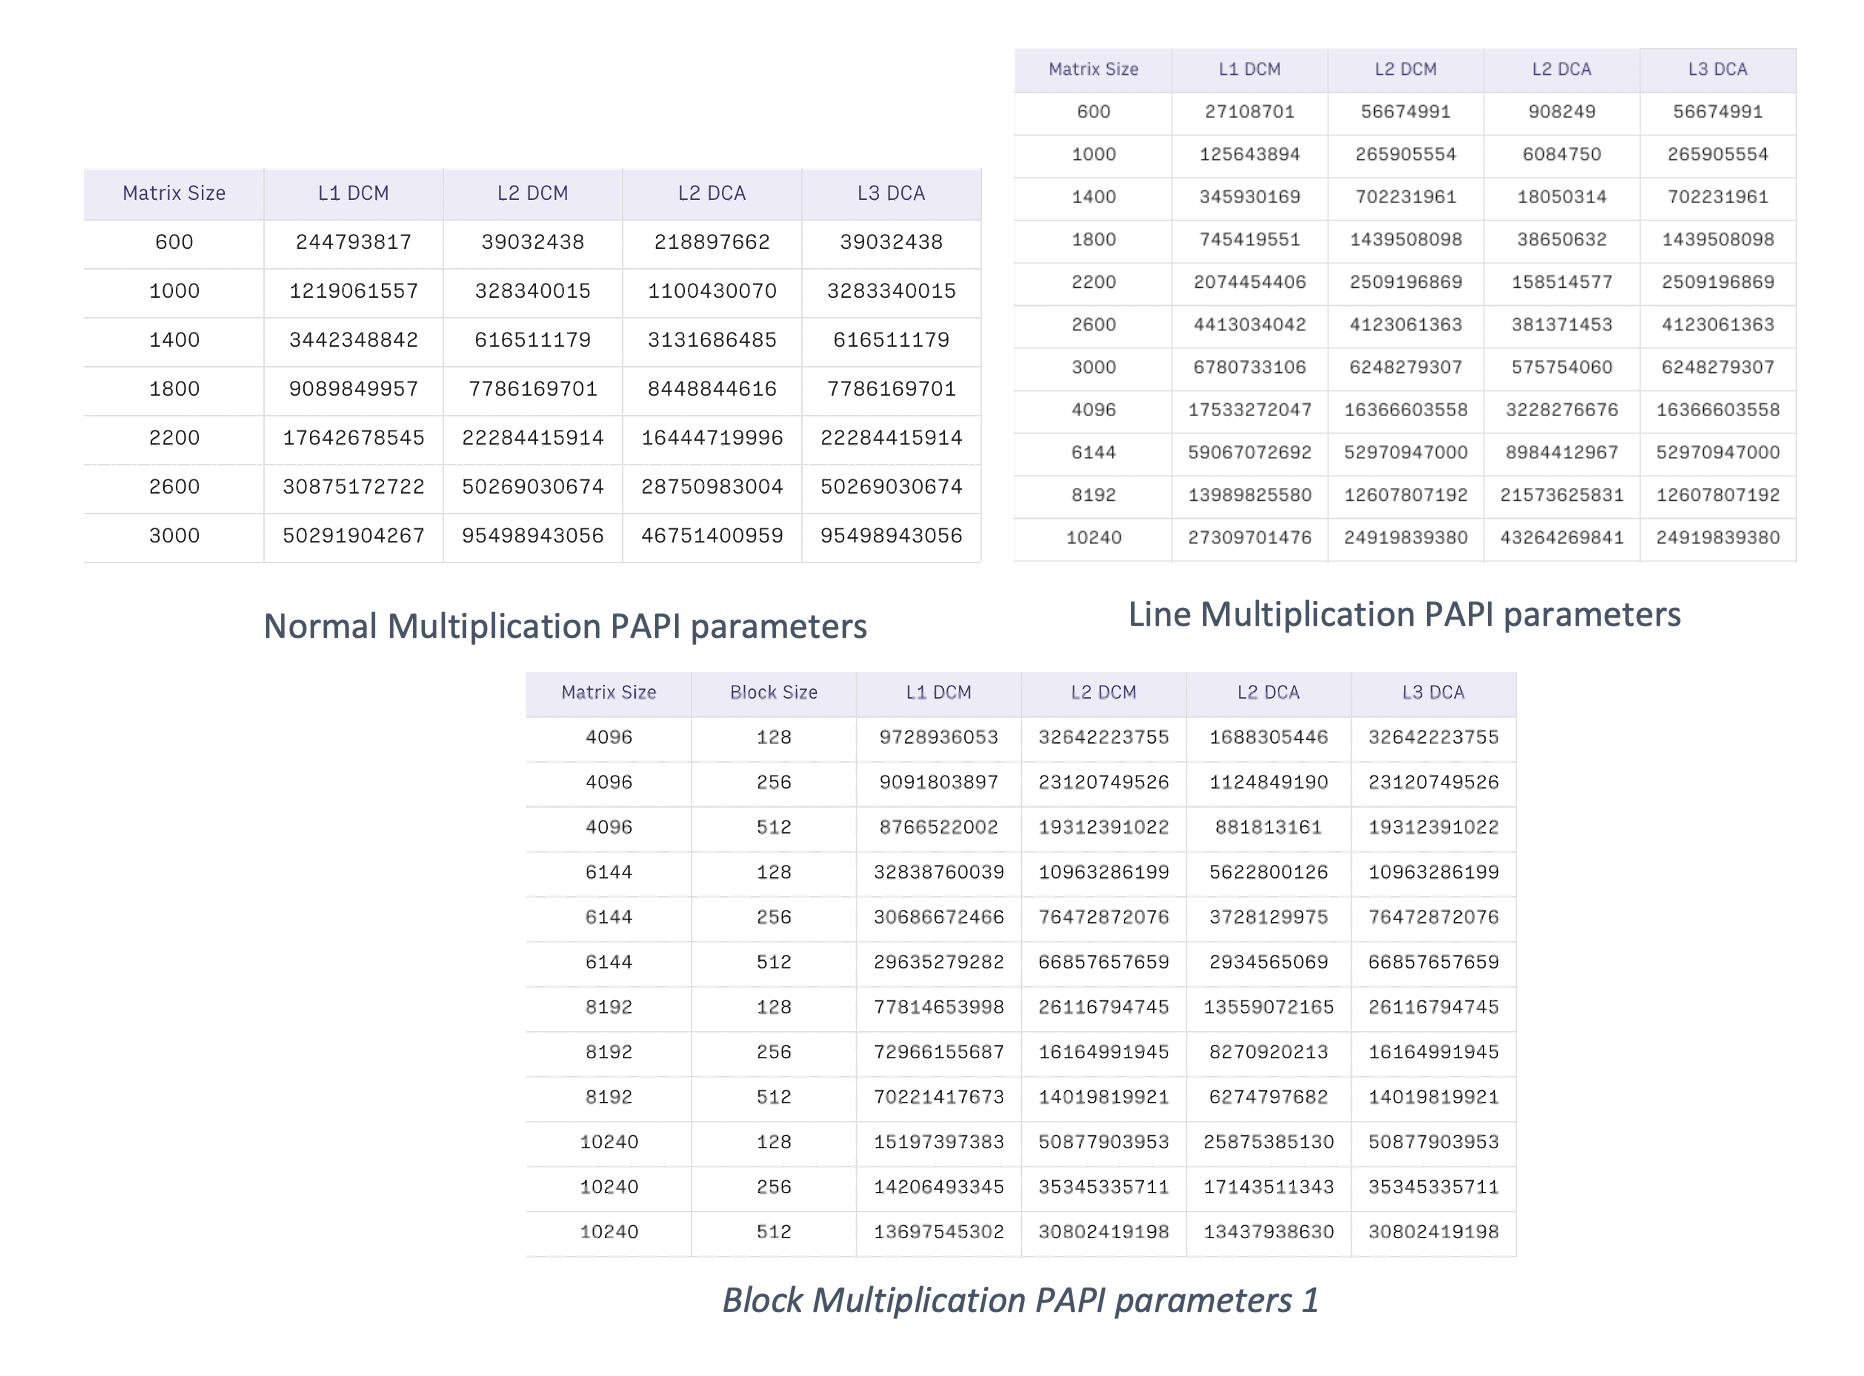 Matrix Size L1 DCM L2 DCM L2 DCA L3 DCA
600 244793817 39032438 218897662 39032438
1000 1219061557 328340015 1100430070 3283340015
1400 3442348842 616511179 3131686485 616511179
1800 9089849957 7786169701 8448844616 7786169701
2200 17642678545 22284415914 16444719996 22284415914
2600 30875172722 50269030674 28750983004 50269030674
3000 50291904267 95498943056 46751400959 95498943056
Normal Multiplication PAPI parameters
Matrix Size L1 DCM L2 DCM L2 DCA L3 DCA
600 27108701 56674991 908249 56674991
1000 125643894 265905554 6084750 265905554
1400 345930169 702231961 18050314 702231961
1800 745419551 1439508098 38650632 1439508098
2200 2074454406 2509196869 158514577 2509196869
2600 4413034042 4123061363 381371453 4123061363
3000 6780733106 6248279307 575754060 6248279307
4096 17533272047 16366603558 3228276676 16366603558
6144 59067072692 52970947000 8984412967 52970947000
8192 13989825580 12607807192 21573625831 12607807192
10240 27309701476 24919839380 43264269841 24919839380
Line Multiplication PAPI parameters
Matrix Size Block Size L1 DCM L2 DCM L2 DCA L3 DCA
4096 128 9728936053 32642223755 1688305446 32642223755
4096 256 9091803897 23120749526 1124849190 23120749526
4096 512 8766522002 19312391022 881813161 19312391022
6144 128 32838760039 10963286199 5622800126 10963286199
6144 256 30686672466 76472872076 3728129975 76472872076
6144 512 29635279282 66857657659 2934565069 66857657659
8192 128 77814653998 26116794745 13559072165 26116794745
8192 256 72966155687 16164991945 8270920213 16164991945
8192 512 70221417673 14019819921 6274797682 14019819921
10240 128 15197397383 50877903953 25875385130 50877903953
10240 256 14206493345 35345335711 17143511343 35345335711
10240 512 13697545302 30802419198 13437938630 30802419198
Block Multiplication PAPI parameters 1